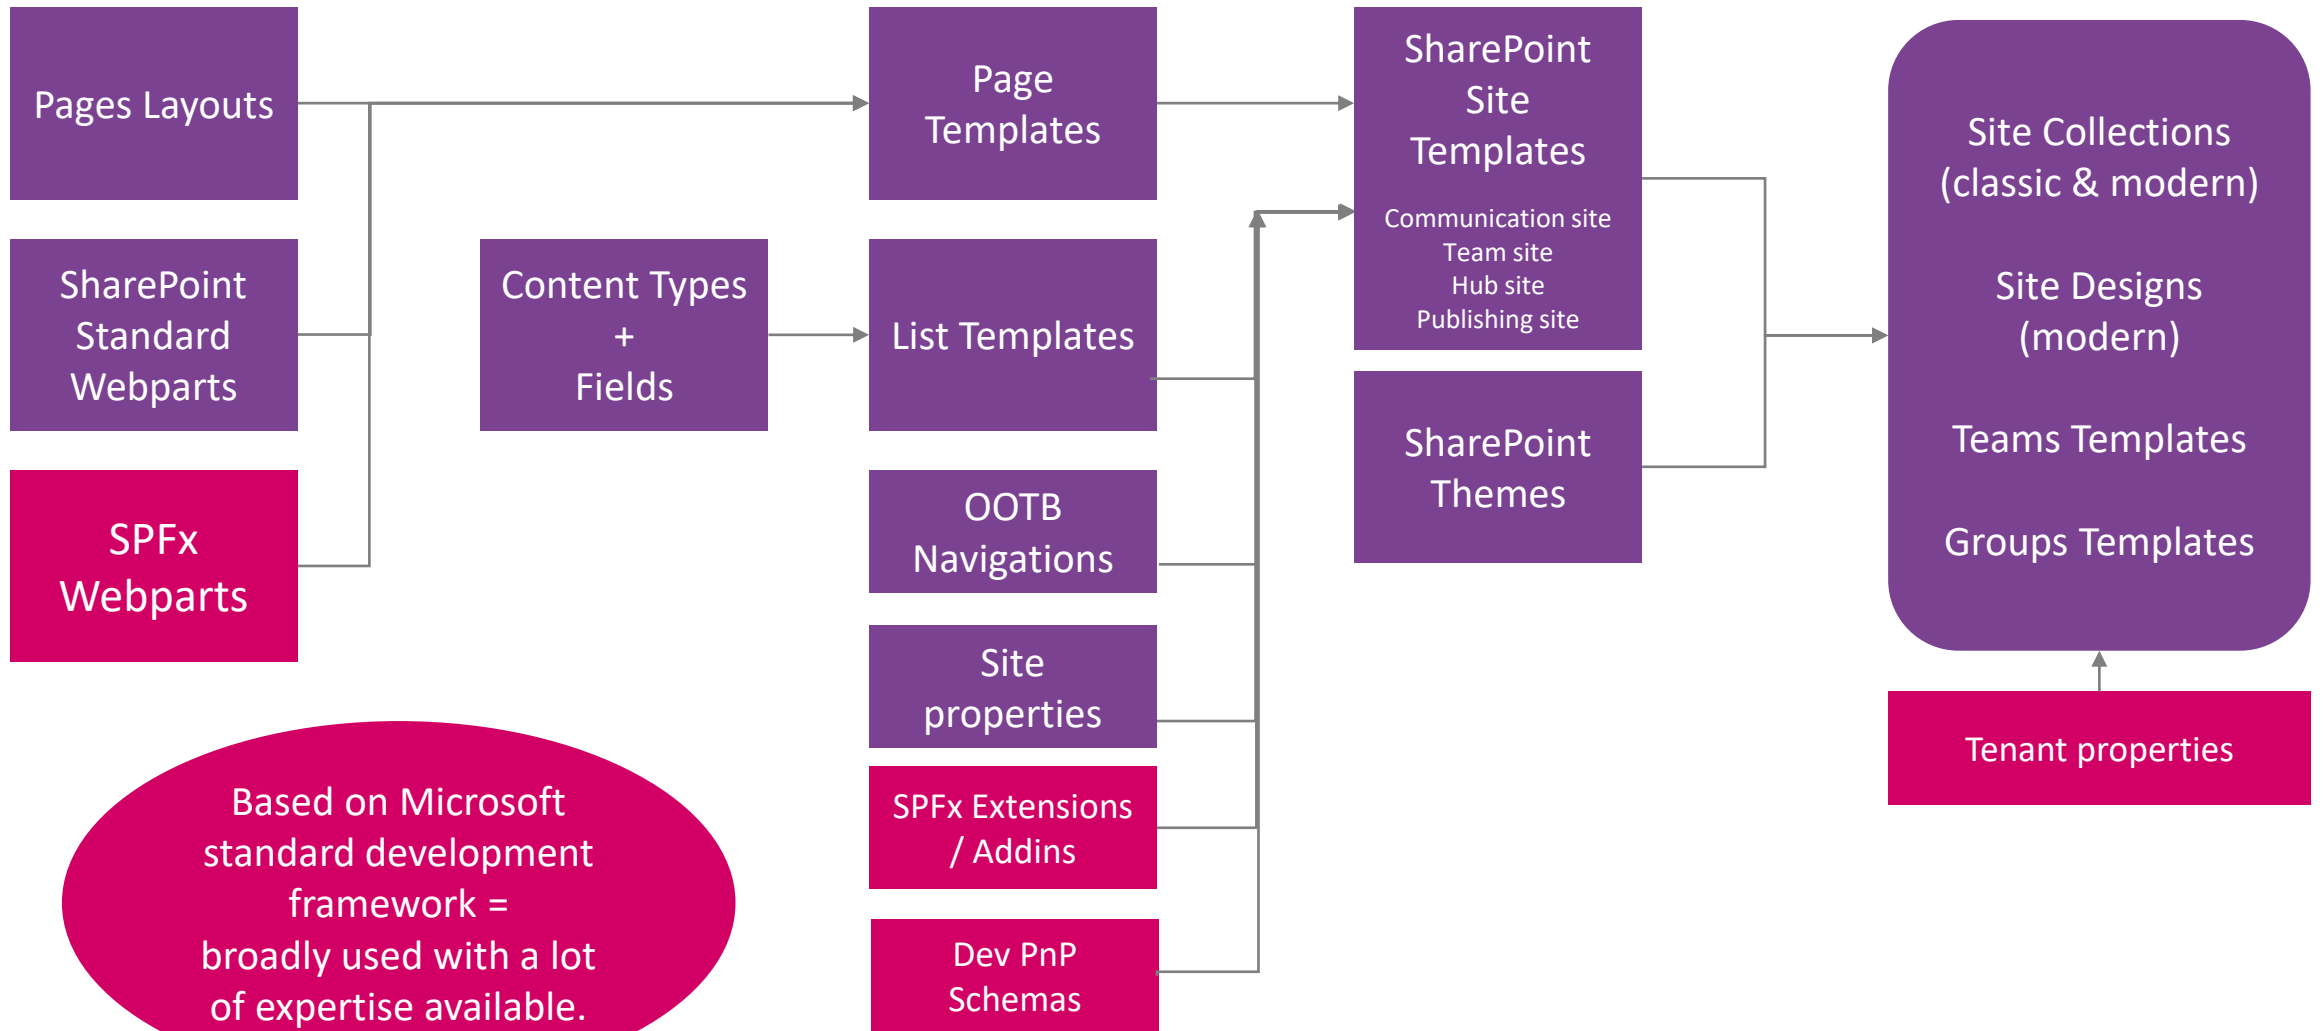 Pages Layouts
SharePoint
Standard
Webparts
SPFx
Webparts
Content Types
+
Fields
Page
Templates
List Templates
OOTB
Navigations
Site
properties
SPFx Extensions
/ Addins
Dev PnP
Schemas
SharePoint
Site
Templates
Communication site
Team site
Hub site
Publishing site
SharePoint
Themes
Site Collections
(classic & modern)
Site Designs
(modern)
Teams Templates
Groups Templates
Tenant properties
Based on Microsoft
standard development
framework =
broadly used with a lot
of expertise available.